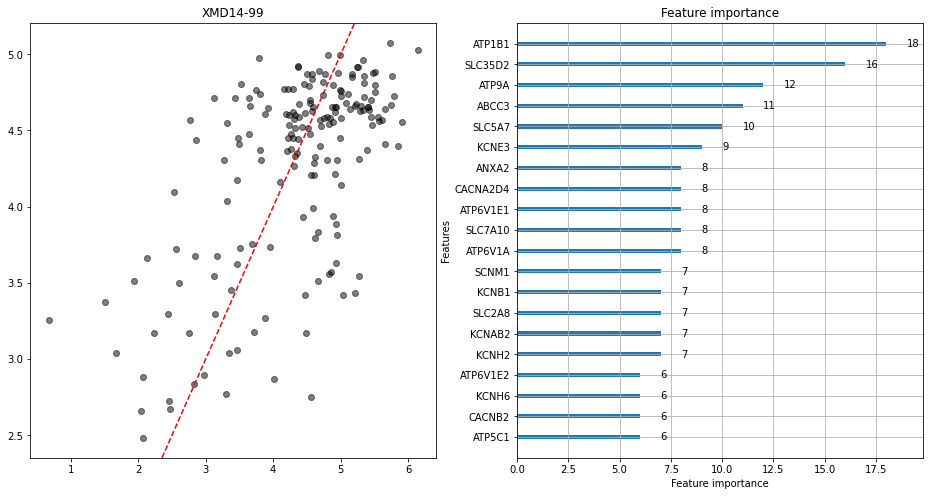 XMD14-99
5.0
4.5
4.0
3.5
3.0
2.5
1
2
3
4
5
6
Feature importance
Features
ATP1B1
18
SLC35D2
16
ATP9A
12
ABCC3
11
SLC5A7
10
KCNE3
9
ANXA2
8
CACNA2D4
8
ATP6V1E1
8
SLC7A10
8
ATP6V1A
8
SCNM1
7
KCNB1
7
SLC2A8
7
KCNAB2
7
KCNH2
7
ATP6V1E2
6
KCNH6
6
CACNB2
6
ATP5C1
6
0.0
2.5
5.0
7.5
10.0
12.5
15.0
17.5
Feature importance